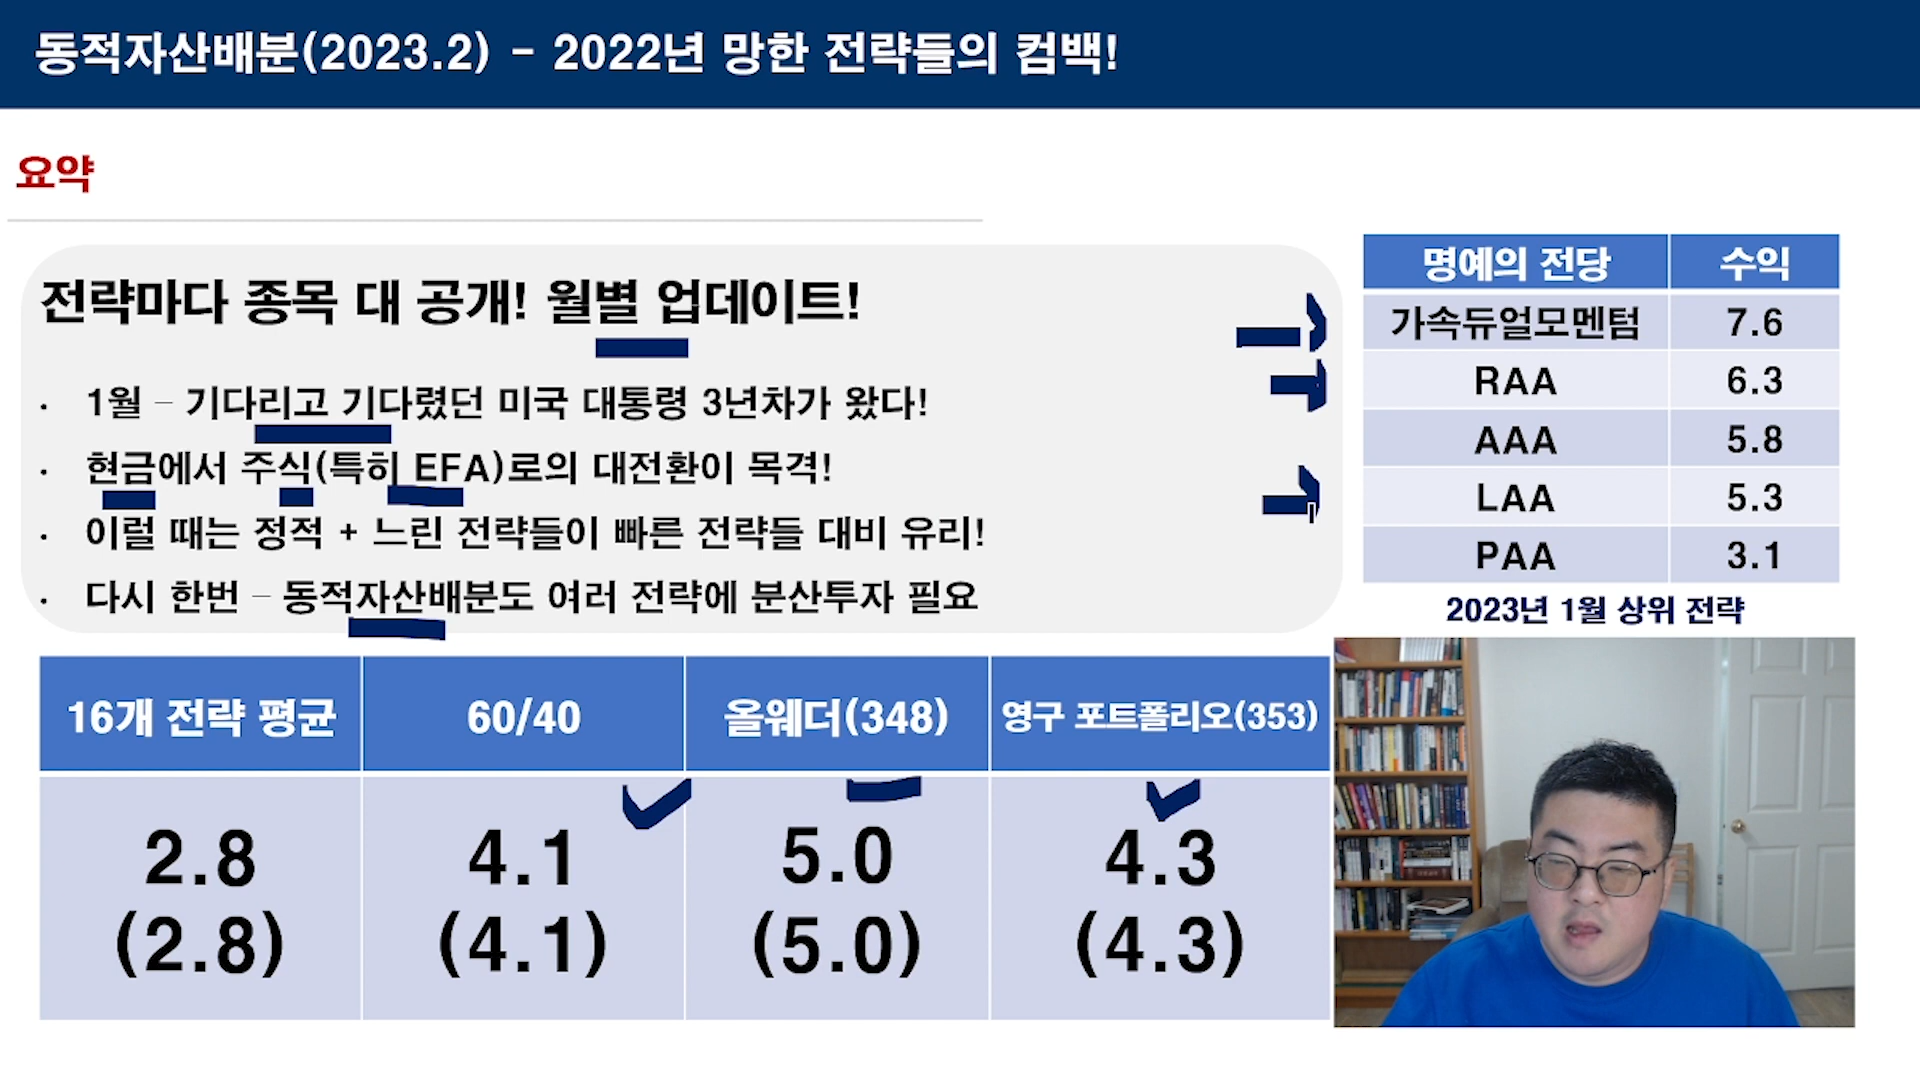 동적자산배분(2023.2) - 2022년 망한 전략들의 컴백!
요약
전략마다 종목 대 공개! 월별 업데이트!
· 1월 – 기다리고 기다렸던 미국 대통령 3년차가 왔다!
· 현금에서 주식(특히 EFA)로의 대전환이 목격!
· 이럴 때는 정적 + 느린 전략들이 빠른 전략들 대비 유리!
· 다시 한번 – 동적자산배분도 여러 전략에 분산투자 필요
명예의 전당 수익
가속듀얼모멘텀 7.6
RAA 6.3
AAA 5.8
LAA 5.3
PAA 3.1
2023년 1월 상위 전략
16개 전략 평균 60/40 올웨더(348) 영구 포트폴리오(353)
2.8 4.1 5.0 4.3
(2.8) (4.1) (5.0) (4.3)